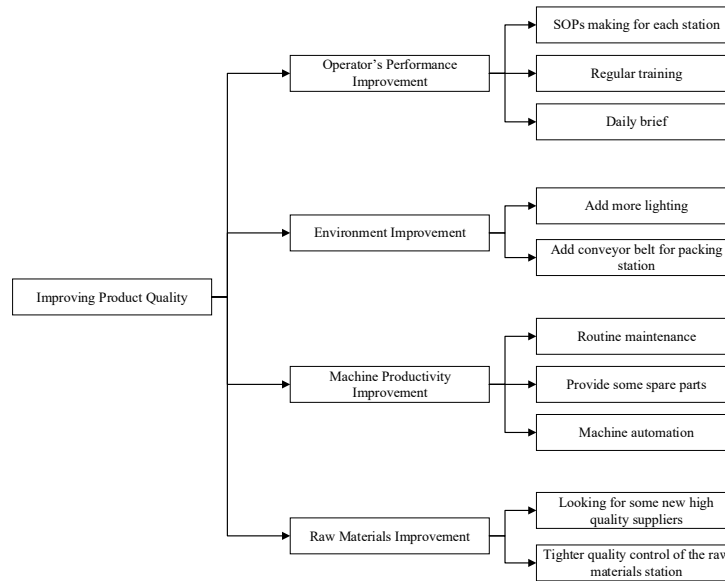 SOPs making for each station
Operator's Performance
Improvement
Regular training
Daily brief
Add more lighting
Environment Improvement
Add conveyor belt for packing
station
Improving Product Quality
Routine maintenance
Machine Productivity
Improvement
Provide some spare parts
Machine automation
Looking for some new high
quality suppliers
Raw Materials Improvement
Tighter quality control of the raw
materials station